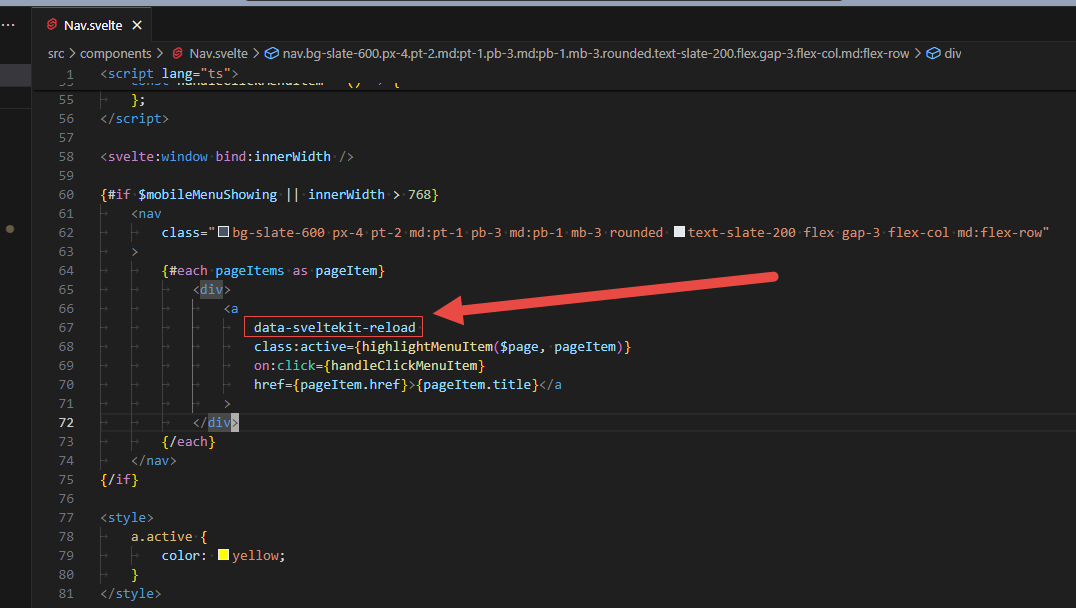 Nav.svelte
src > components > Nav.svelte > nav.bg-slate-600.px-4.pt-2.md:pt-1.pb-3.md:pb-1.mb-3.rounded.text-slate-200.flex.gap-3.flex-col.md:flex-row > div
1 <script lang="ts">
55 };
56 </script>
57
58 <svelte:window bind:innerWidth />
59
60 {#if $mobileMenuShowing || innerWidth > 768}
61 <nav
62 class="bg-slate-600 px-4 pt-2 md:pt-1 pb-3 md:pb-1 mb-3 rounded text-slate-200 flex gap-3 flex-col md:flex-row"
63 >
64 {#each pageItems as pageItem}
65 <div>
66 <a
67 data-sveltekit-reload
68 class:active={highlightMenuItem($page, pageItem)}
69 on:click={handleClickMenuItem}
70 href={pageItem.href}>{pageItem.title}</a
71 >
72 </div>
73 {/each}
74 </nav>
75 {/if}
76
77 <style>
78 a.active {
79 color: yellow;
80 }
81 </style>